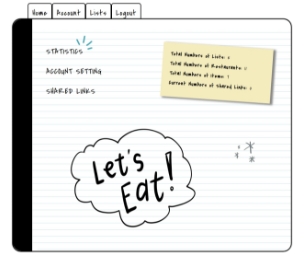 Home Account Lists Logout
STATISTICS
ACCOUNT SETTING
SHARED LINKS
Total Numbers of Lists:
Total Numbers of Restaurants:
Total Numbers of Items:
Current Numbers of Shared Links:
Let's
Eat!